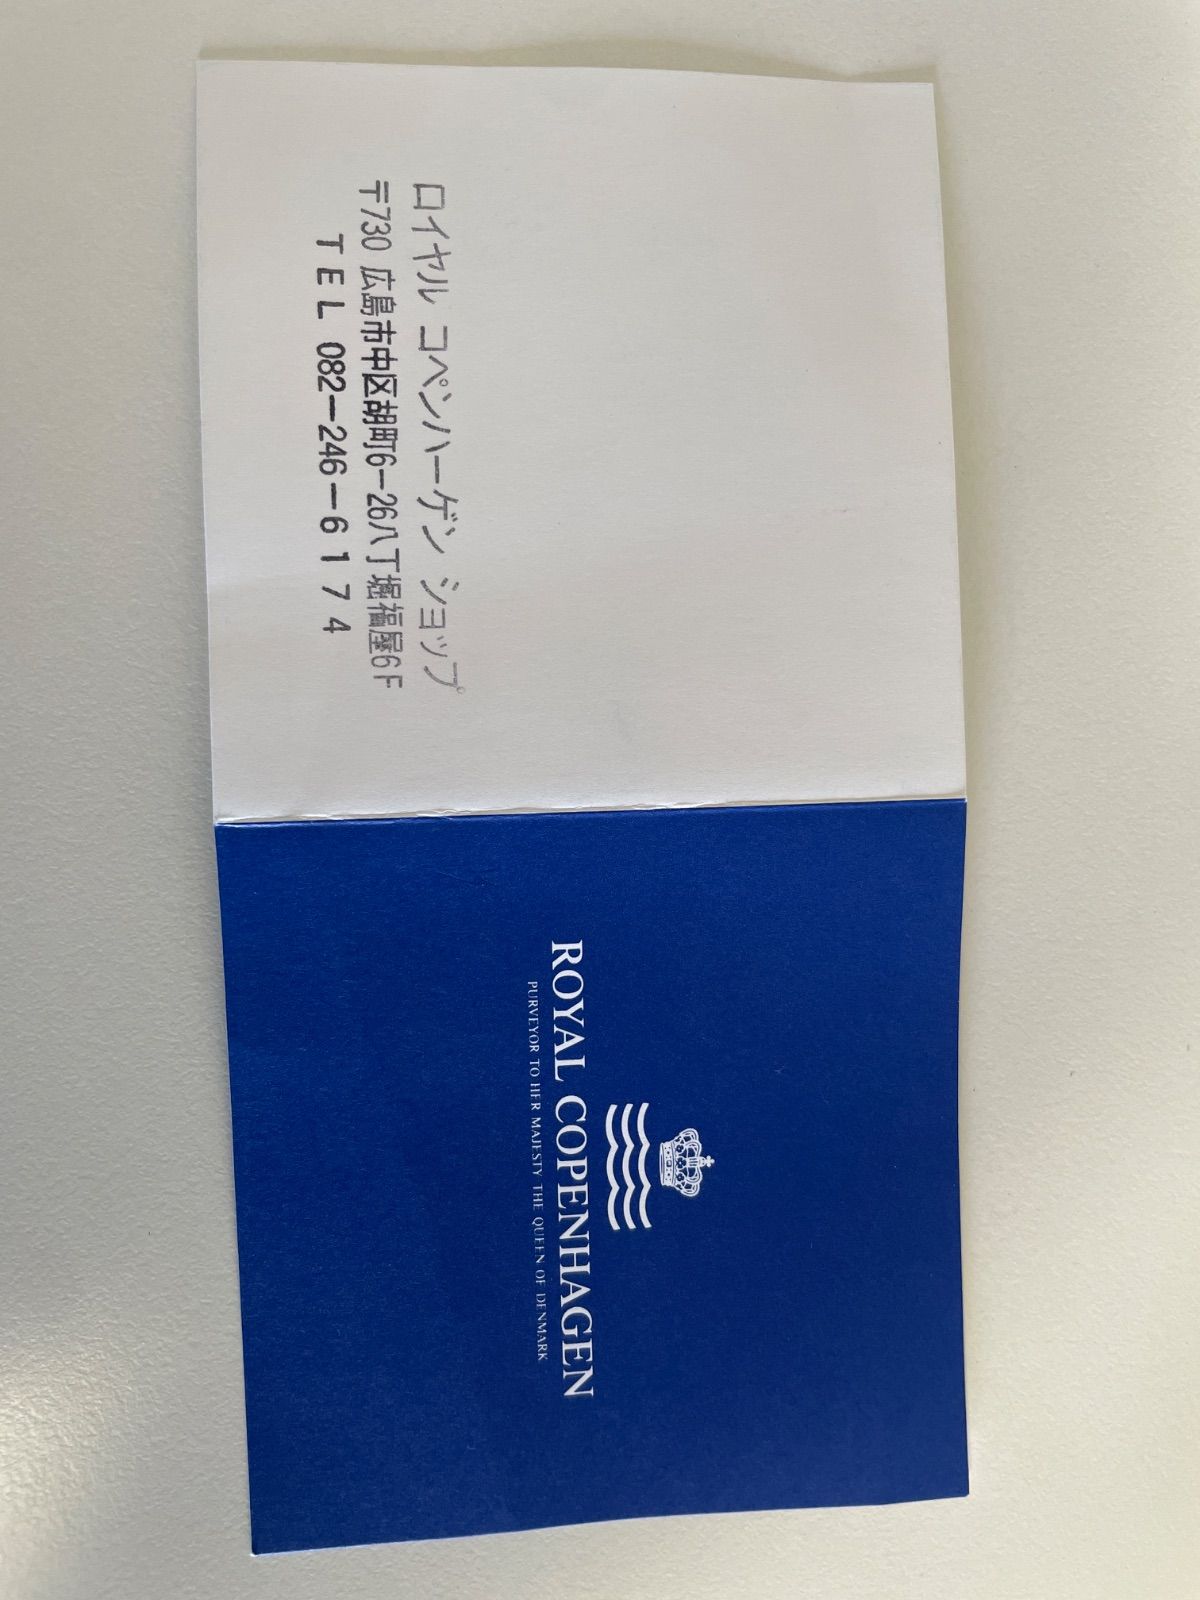 ロイヤル コペンハーゲン ショップ
〒730 広島市中区胡町6-26八丁堀福屋6F
TEL 082-246-6174
ROYAL COPENHAGEN
PURVEYOR TO HER MAJESTY THE QUEEN OF DENMARK